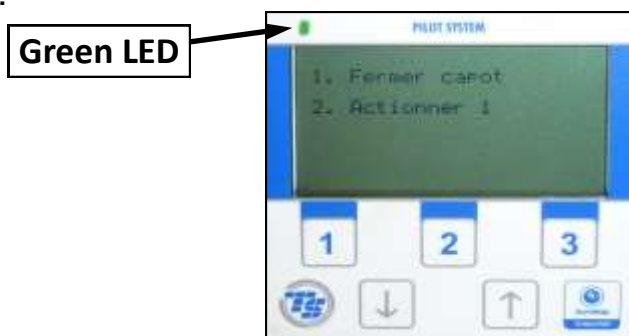 Green LED
PILOT SYSTEM
1. Fermer capot
2. Actionner 1
1 2 3